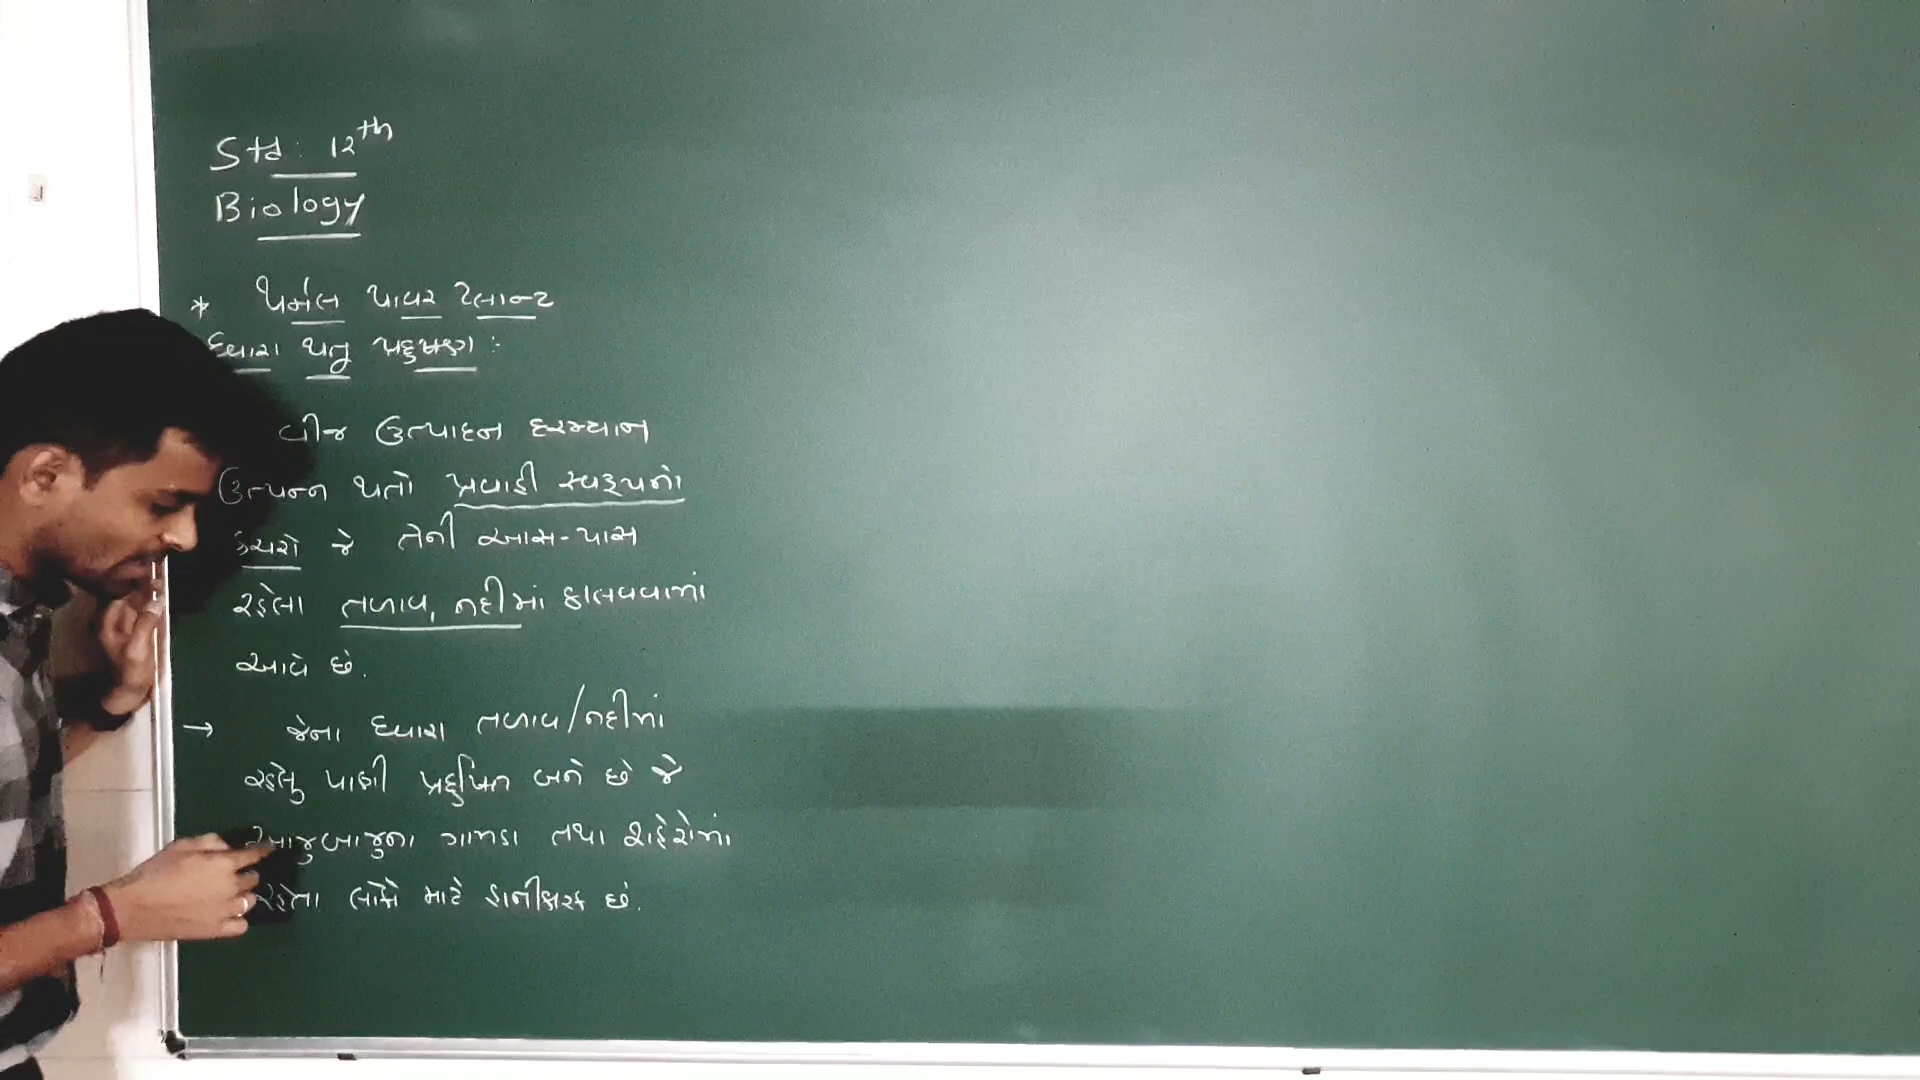 Std: 12th
Biology
* થર્મલ પાવર પ્લાન્ટ
દ્વારા થતુ પ્રદુષણ :
વીજ ઉત્પાદન દરમ્યાન
ઉત્પન્ન થતો પ્રવાહી સ્વરૂપનો
કચરો જે તેની આસ-પાસ
રહેલા તળાવ, નદીમાં ઠાલવવામાં
આવે છે.
→ જેના દ્વારા તળાવ/નદીમાં
રહેલુ પાણી પ્રદુષિત બને છે જે
આજુબાજુના ગામડા તથા શહેરોમાં
રહેતા લોકો માટે હાનીકારક છે.